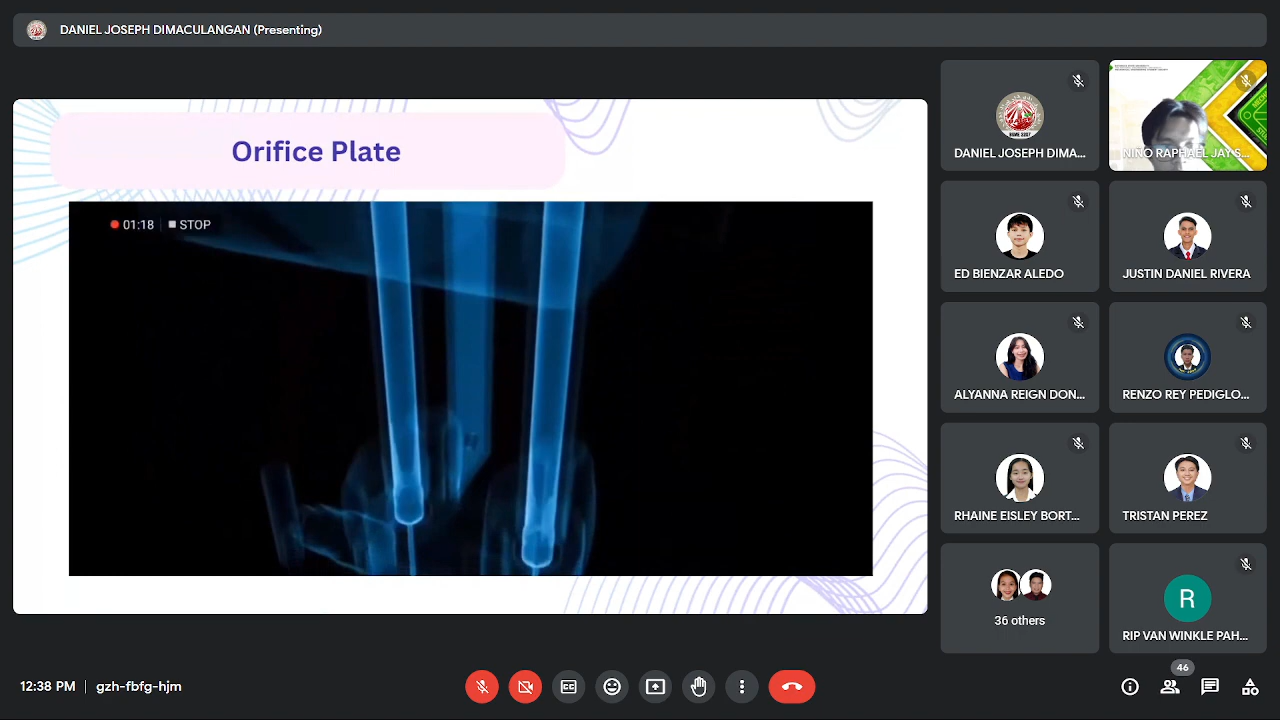 DANIEL JOSEPH DIMACULANGAN (Presenting)
Orifice Plate
01:18
STOP
DANIEL JOSEPH DIMA...
NIÑO RAPHAEL JAY S...
ED BIENZAR ALEDO
JUSTIN DANIEL RIVERA
ALYANNA REIGN DON...
RENZO REY PEDIGLO...
RHAINE EISLEY BORT...
TRISTAN PEREZ
36 others
R
RIP VAN WINKLE PAH...
12:38 PM
gzh-fbfg-hjm
46